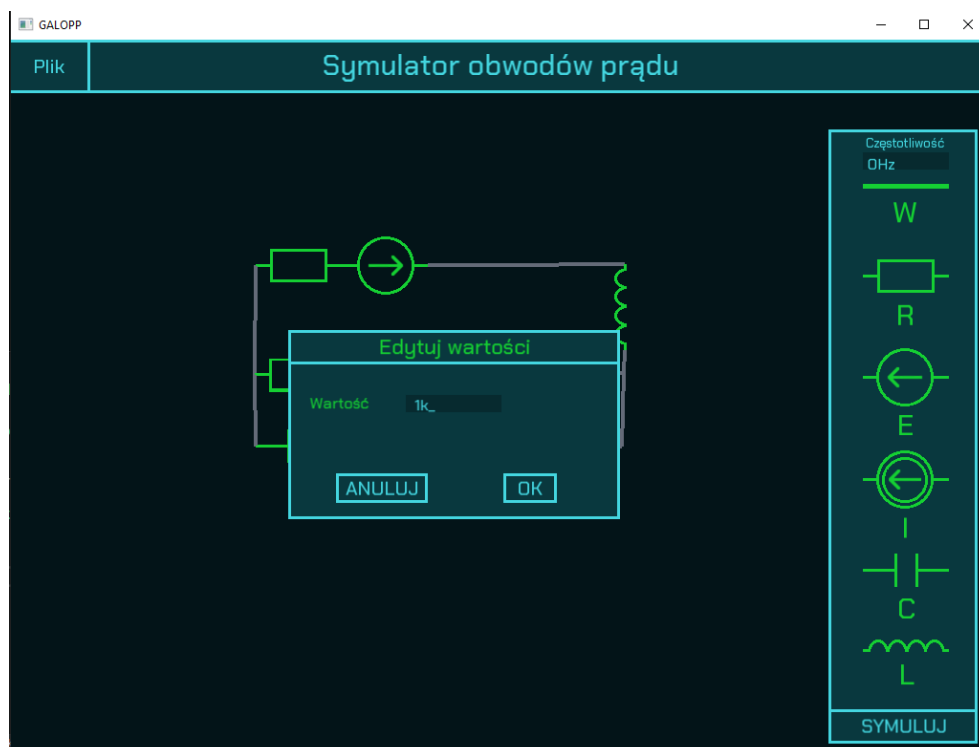 GALOPP
Plik
Symulator obwodów prądu
Częstotliwość
0Hz
W
R
E
I
C
L
SYMULUJ
Edytuj wartości
Wartość 1k_
ANULUJ OK